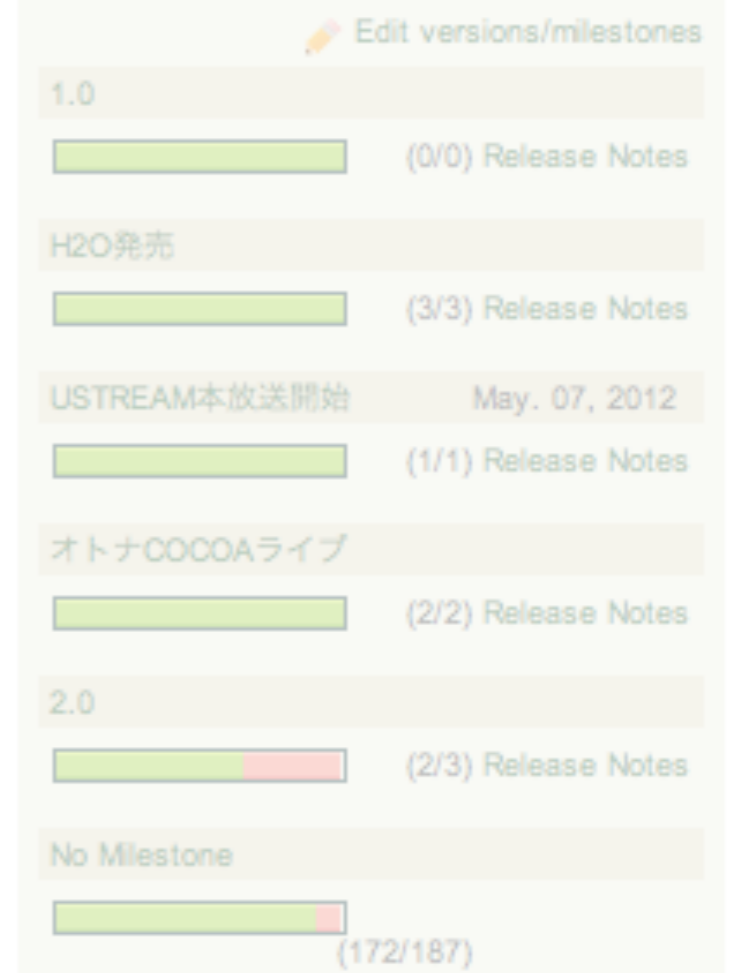 Edit versions/milestones
1.0
(0/0) Release Notes
H2O発売
(3/3) Release Notes
USTREAM本放送開始 May. 07, 2012
(1/1) Release Notes
オトナCOCOAライブ
(2/2) Release Notes
2.0
(2/3) Release Notes
No Milestone
(172/187)